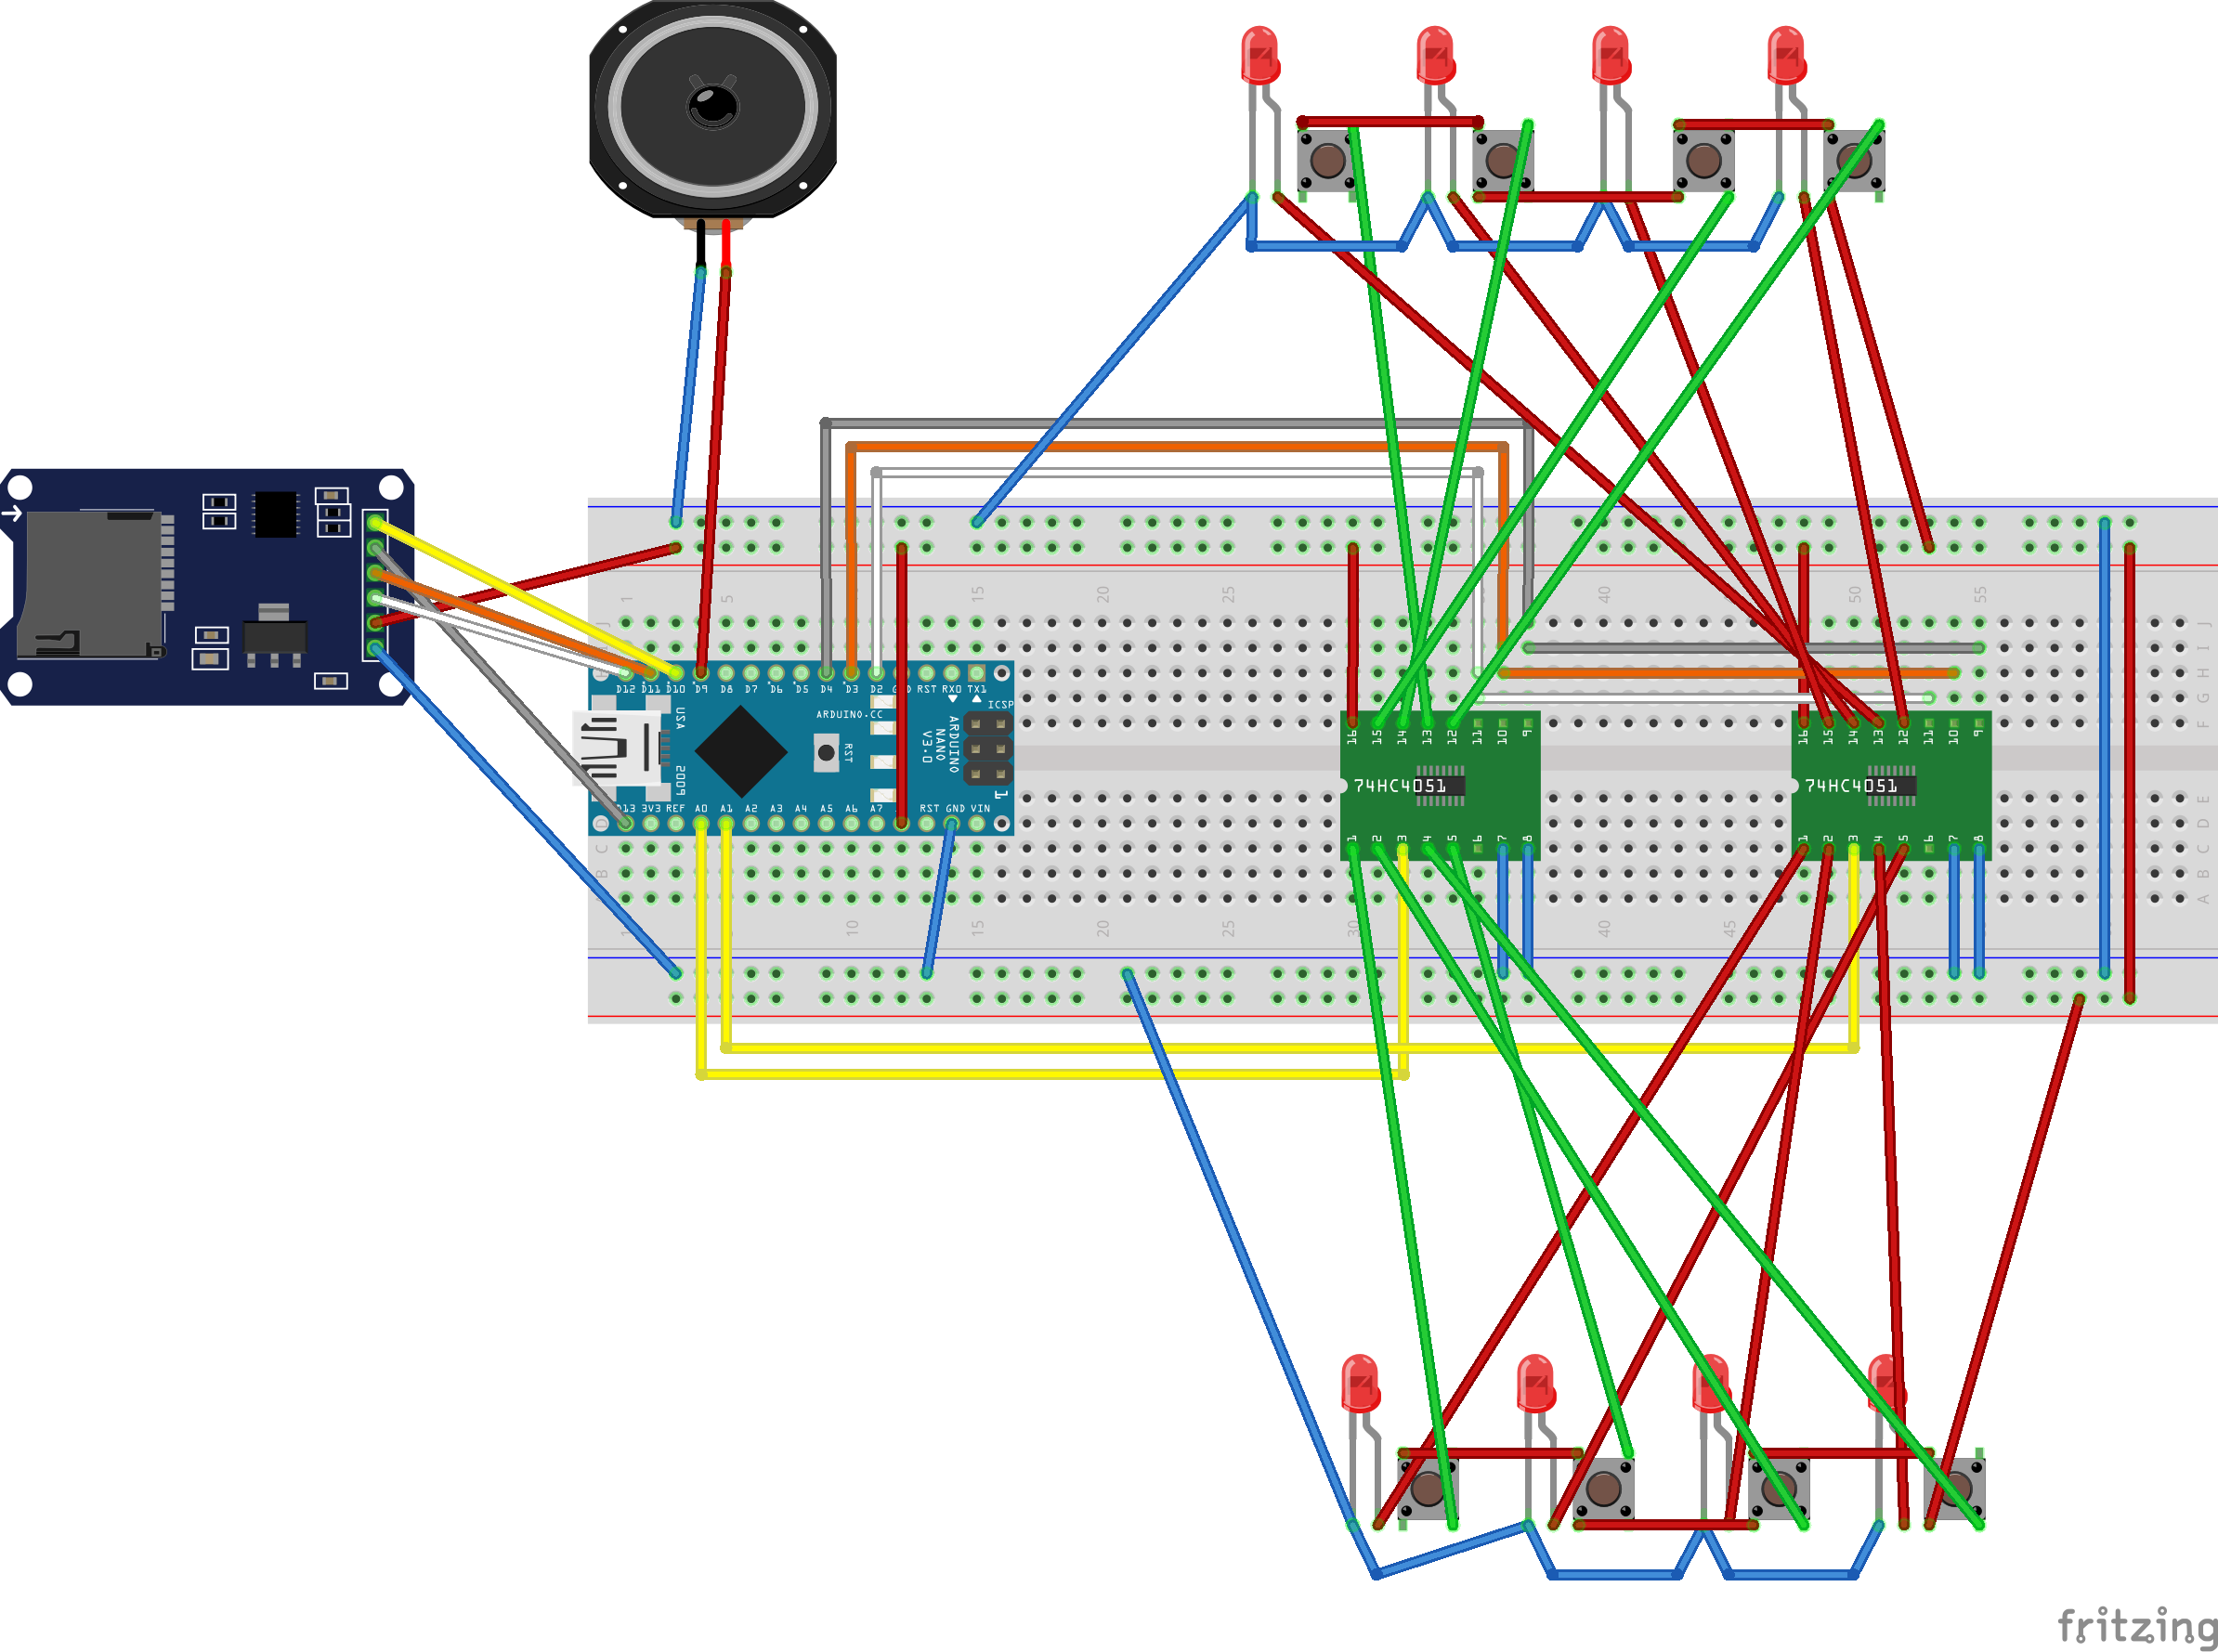 1 5 15 20 25 40 50 55
J
I
H
G
F
D12 D11 D10 D9 D8 D7 D6 D5 D4 D3 D2 RST RX0 TX1
ICSP
ARDUINO.CC
USA
RST
ARDUINO
NANO
V3.0
2009
1
D13 3V3 REF A0 A1 A2 A3 A4 A5 A6 A7 RST GND VIN
16 15 14 13 12 11 10 9
74HC4051
1 2 3 4 5 6 7 8
16 15 14 13 12 11 10 9
74HC4051
1 2 3 4 5 6 7 8
E
D
C
B
A
C
B
10 15 20 25 30 40 45
fritzing